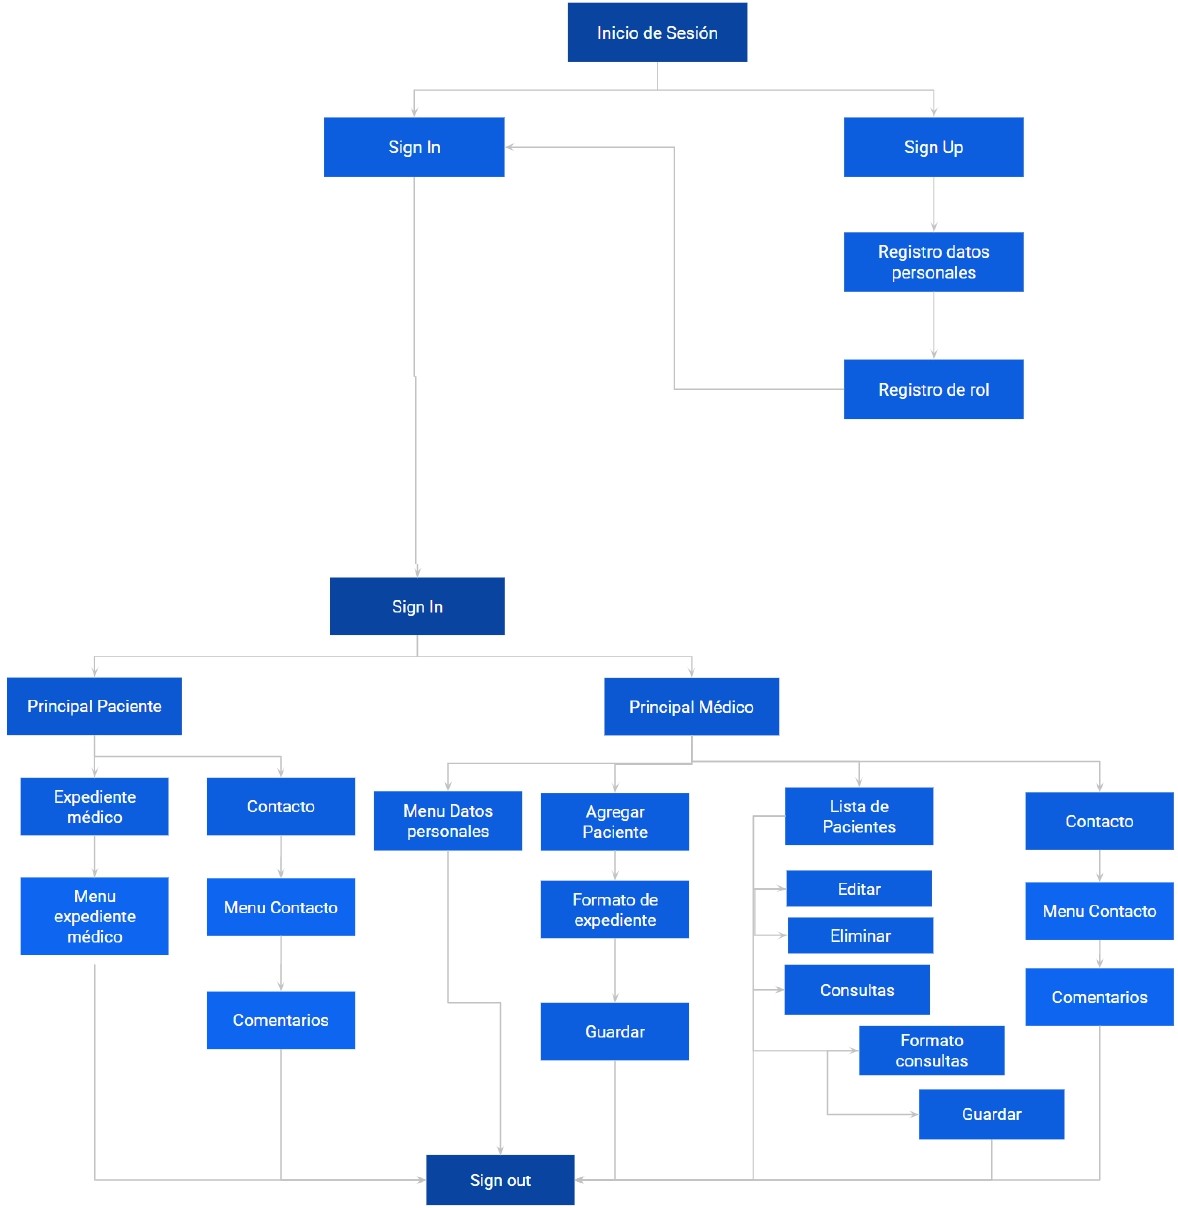 Inicio de Sesión
Sign In
Sign Up
Registro datos
personales
Registro de rol
Sign In
Principal Paciente
Principal Médico
Expediente
médico
Contacto
Menu Datos
personales
Agregar
Paciente
Lista de
Pacientes
Contacto
Menu
expediente
médico
Menu Contacto
Formato de
expediente
Editar
Eliminar
Menu Contacto
Comentarios
Guardar
Consultas
Comentarios
Formato
consultas
Guardar
Sign out